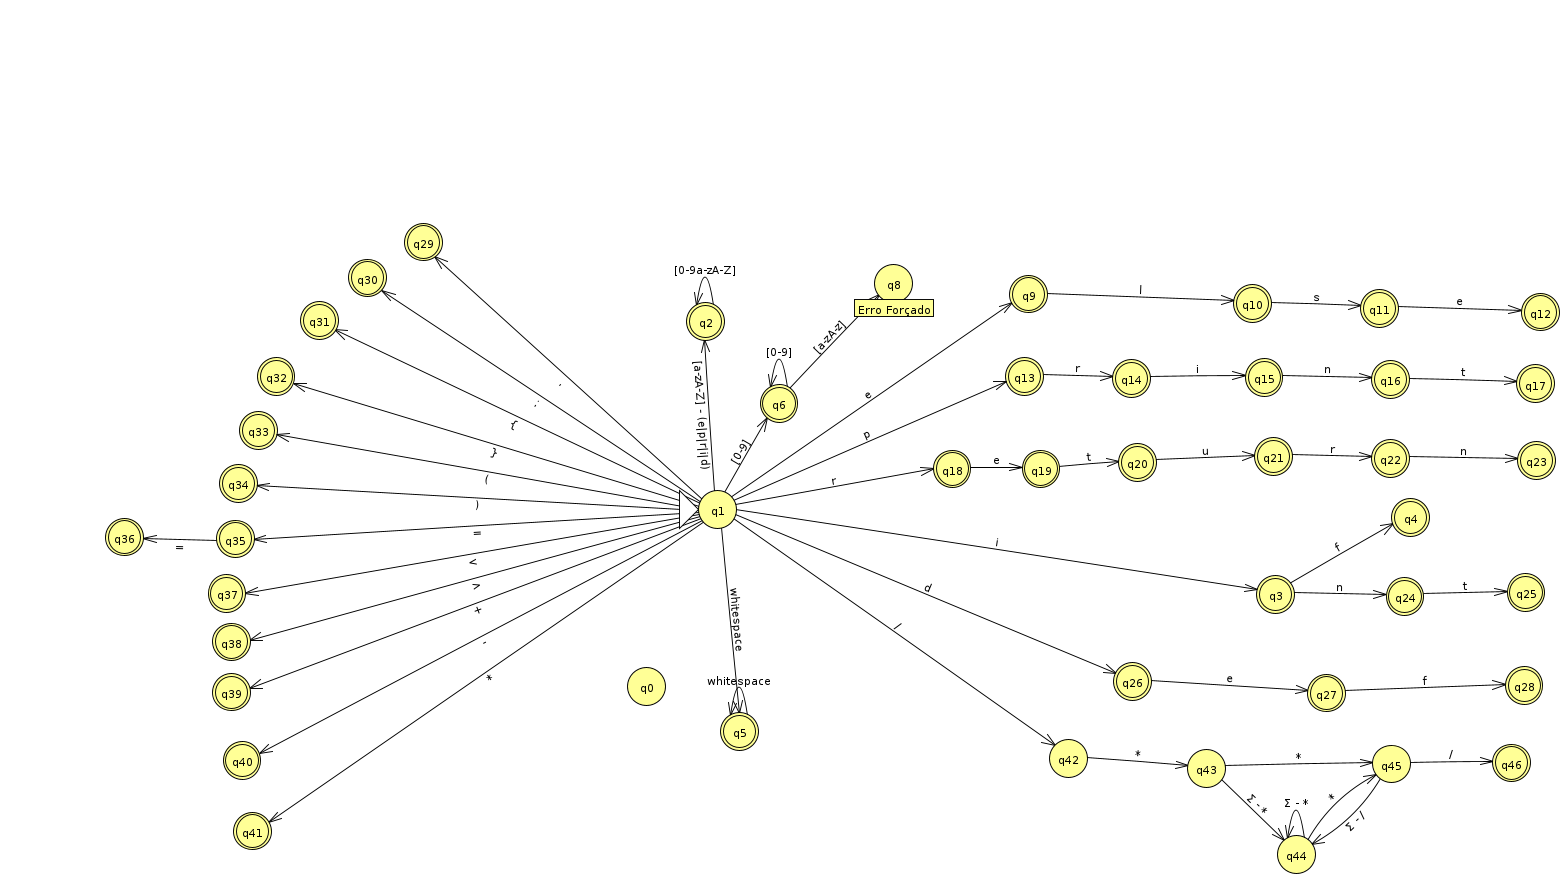 q29
q30
[0-9a-zA-Z]
q8
q9
l
q10
s
q11
e
q12
Erro Forçado
q31
q2
[a-zA-z]
[0-9]
q32
q6
e
q13
r
q14
i
q15
n
q16
t
q17
,
;
{
}
(
)
=
<
>
+
-
*
[a-zA-Z] - (e|p|r|i|d)
[0-9]
p
q33
r
q18
e
q19
t
q20
u
q21
r
q22
n
q23
q34
q1
q4
q36
=
q35
i
f
q37
whitespace
d
q3
n
q24
t
q25
/
q38
q39
q0
whitespace
q5
q26
e
q27
f
q28
q40
q42
*
q43
*
q45
/
q46
q41
Σ - *
Σ - *
*
Σ - /
q44